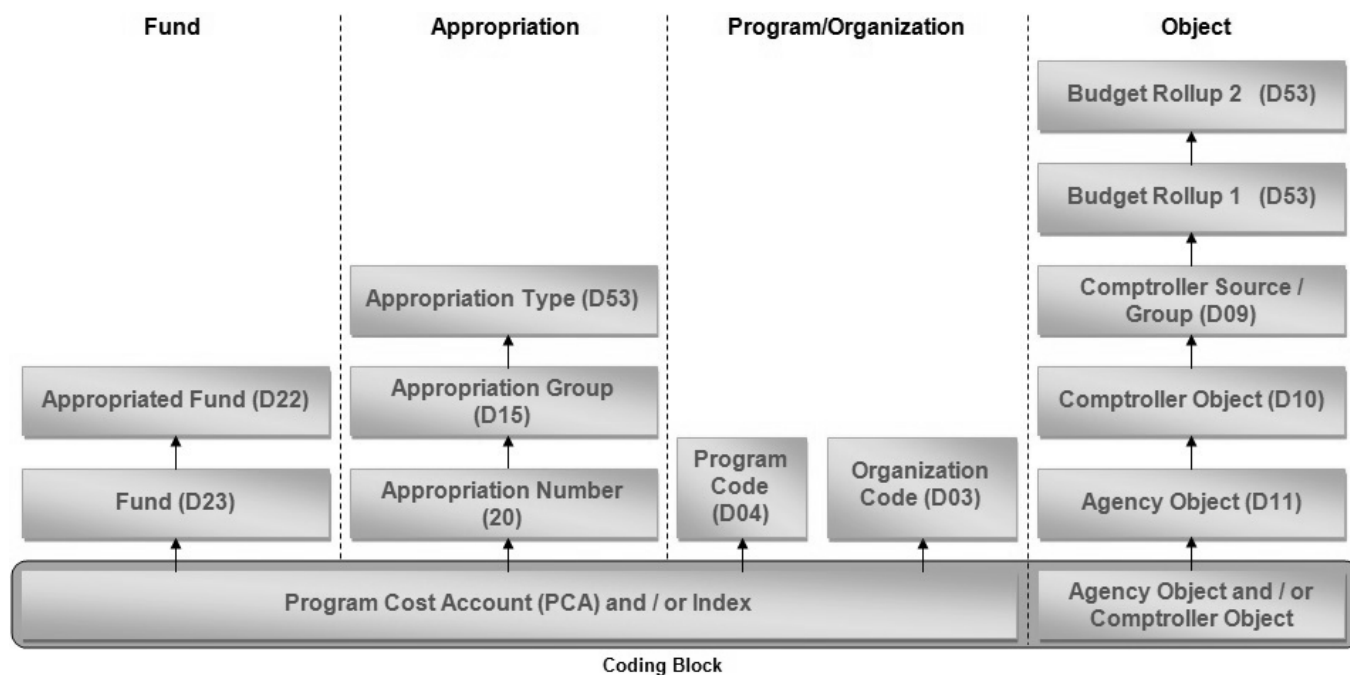 Fund
Appropriation
Program/Organization
Object
Budget Rollup 2 (D53)
Budget Rollup 1 (D53)
Appropriation Type (D53)
Comptroller Source /
Group (D09)
Appropriated Fund (D22)
Appropriation Group
(D15)
Comptroller Object (D10)
Fund (D23)
Appropriation Number
(20)
Program
Code
(D04)
Organization
Code (D03)
Agency Object (D11)
Program Cost Account (PCA) and / or Index
Agency Object and / or
Comptroller Object
Coding Block